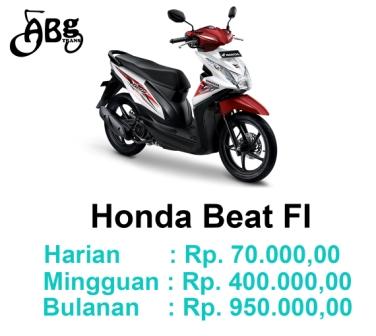 ABg
TRANS
Honda Beat FI
Harian : Rp. 70.000,00
Mingguan : Rp. 400.000,00
Bulanan : Rp. 950.000,00